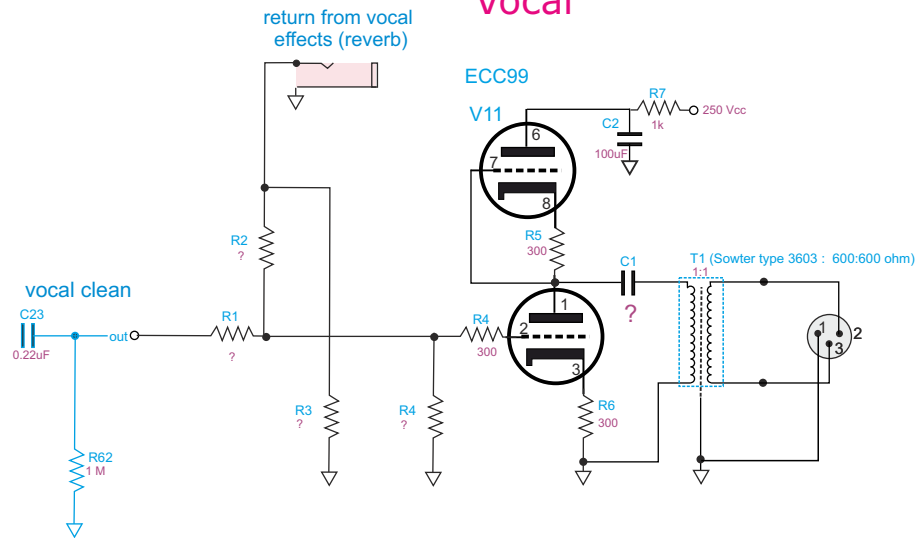 vocal
return from vocal
effects (reverb)
ECC99
V11
6
7
8
R7
1k
250 Vcc
C2
100uF
R5
300
C1
?
T1 (Sowter type 3603 : 600:600 ohm)
1:1
R2
?
vocal clean
C23
0.22uF
out
R1
?
R4
300
1
2
3
1
2
3
R3
?
R4
?
R6
300
R62
1 M